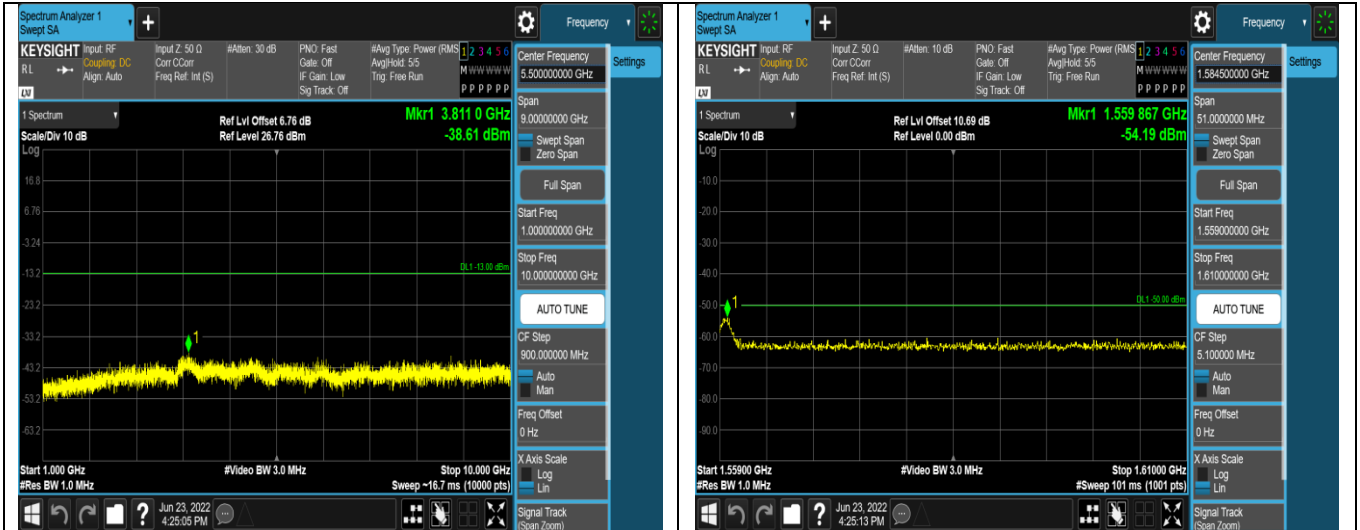 Spectrum Analyzer 1
Swept SA
Frequency
KEYSIGHT
Input: RF
Coupling: DC
Align: Auto
Input Z: 50 Ω
Corr CCorr
Freq Ref: Int (S)
#Atten: 30 dB
PNO: Fast
Gate: Off
IF Gain: Low
Sig Track: Off
#Avg Type: Power (RMS
Avg|Hold: 5/5
Trig: Free Run
1 2 3 4 5 6
M W W W W W
P P P P P P
R L
LXI
Center Frequency
5.500000000 GHz
Settings
1 Spectrum
Scale/Div 10 dB
Log
Ref Lvl Offset 6.76 dB
Ref Level 26.76 dBm
Mkr1 3.811 0 GHz
-38.61 dBm
Span
9.00000000 GHz
Swept Span
Zero Span
Full Span
Start Freq
1.000000000 GHz
Stop Freq
10.000000000 GHz
AUTO TUNE
CF Step
900.000000 MHz
Auto
Man
Freq Offset
0 Hz
X Axis Scale
Log
Lin
Signal Track
(Span Zoom)
16.8
6.76
-3.24
-13.2
-23.2
-33.2
-43.2
-53.2
-63.2
DL1 -13.00 dBm
1
Start 1.000 GHz
#Res BW 1.0 MHz
#Video BW 3.0 MHz
Stop 10.000 GHz
Sweep ~16.7 ms (10000 pts)
?
Jun 23, 2022
4:25:05 PM
Spectrum Analyzer 1
Swept SA
Frequency
KEYSIGHT
Input: RF
Coupling: DC
Align: Auto
Input Z: 50 Ω
Corr CCorr
Freq Ref: Int (S)
#Atten: 10 dB
PNO: Fast
Gate: Off
IF Gain: Low
Sig Track: Off
#Avg Type: Power (RMS
Avg|Hold: 5/5
Trig: Free Run
1 2 3 4 5 6
M W W W W W
P P P P P P
R L
LXI
Center Frequency
1.584500000 GHz
Settings
1 Spectrum
Scale/Div 10 dB
Log
Ref Lvl Offset 10.69 dB
Ref Level 0.00 dBm
Mkr1 1.559 867 GHz
-54.19 dBm
Span
51.0000000 MHz
Swept Span
Zero Span
Full Span
Start Freq
1.559000000 GHz
Stop Freq
1.610000000 GHz
AUTO TUNE
CF Step
5.100000 MHz
Auto
Man
Freq Offset
0 Hz
X Axis Scale
Log
Lin
Signal Track
(Span Zoom)
-10.0
-20.0
-30.0
-40.0
-50.0
-60.0
-70.0
-80.0
-90.0
DL1 -50.00 dBm
1
Start 1.55900 GHz
#Res BW 1.0 MHz
#Video BW 3.0 MHz
Stop 1.61000 GHz
#Sweep 101 ms (1001 pts)
?
Jun 23, 2022
4:25:13 PM